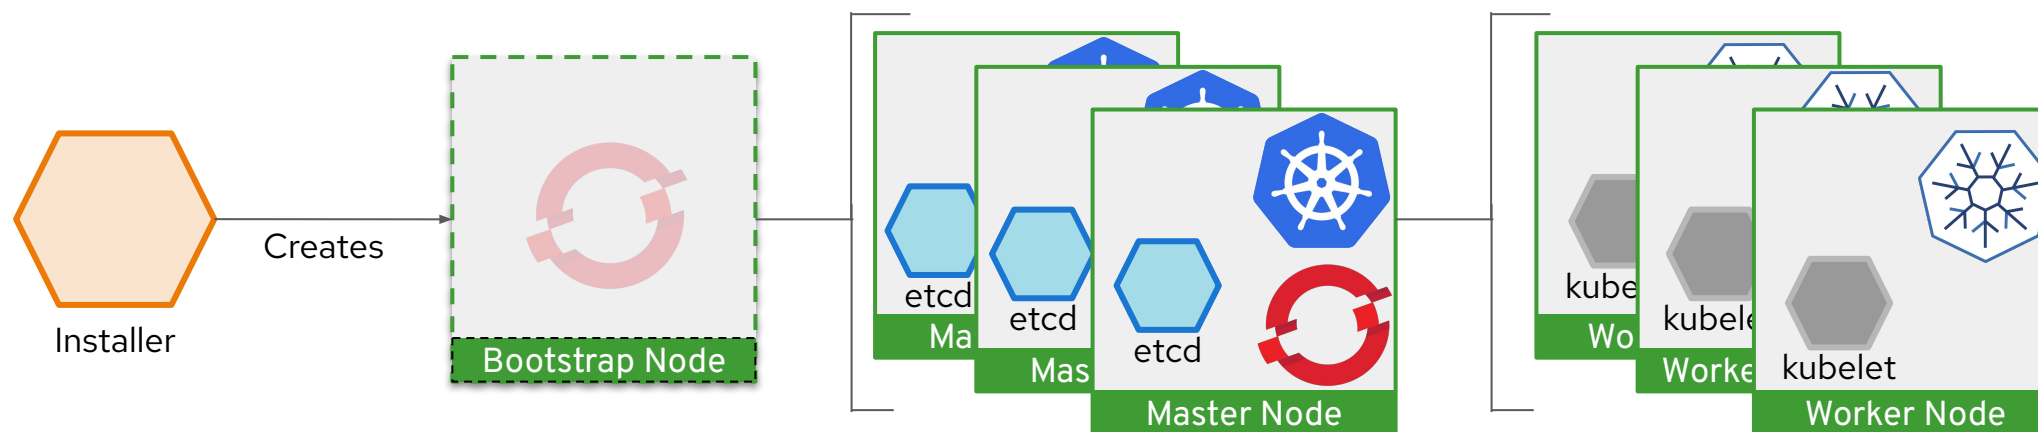 Installer
Creates
Bootstrap Node
etcd
Ma
etcd
Mas
etcd
Master Node
kube
Wo
kubele
Worke
kubelet
Worker Node